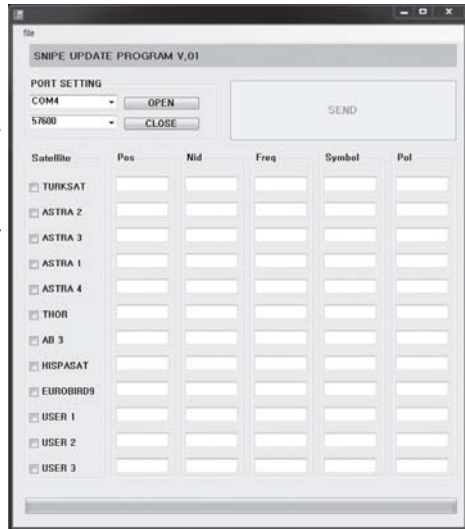 file
SNIPE UPDATE PROGRAM V,01
PORT SETTING
COM4 OPEN
57600 CLOSE
SEND
Satellite Pos Nid Freq Symbol Pol
TURKSAT
ASTRA 2
ASTRA 3
ASTRA 1
ASTRA 4
THOR
AB 3
HISPASAT
EUROBIRD9
USER 1
USER 2
USER 3